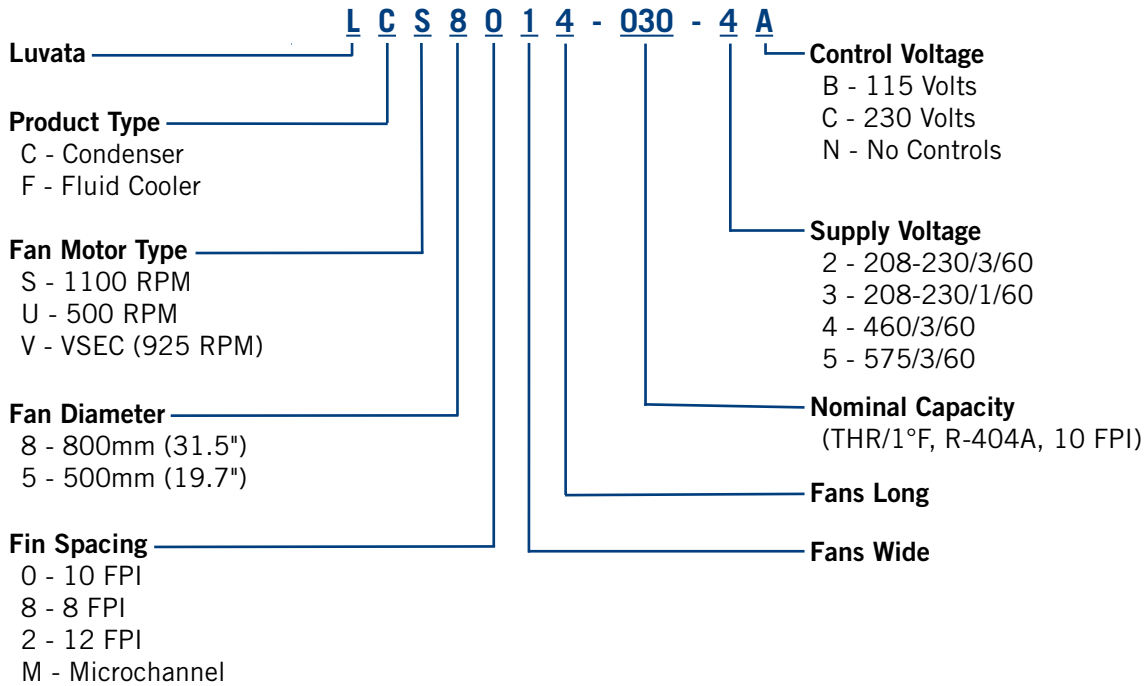 L C S 8 0 1 4 - 030 - 4 A
Luvata
Product Type
C - Condenser
F - Fluid Cooler
Fan Motor Type
S - 1100 RPM
U - 500 RPM
V - VSEC (925 RPM)
Fan Diameter
8 - 800mm (31.5")
5 - 500mm (19.7")
Fin Spacing
0 - 10 FPI
8 - 8 FPI
2 - 12 FPI
M - Microchannel
Control Voltage
B - 115 Volts
C - 230 Volts
N - No Controls
Supply Voltage
2 - 208-230/3/60
3 - 208-230/1/60
4 - 460/3/60
5 - 575/3/60
Nominal Capacity
(THR/1°F, R-404A, 10 FPI)
Fans Long
Fans Wide